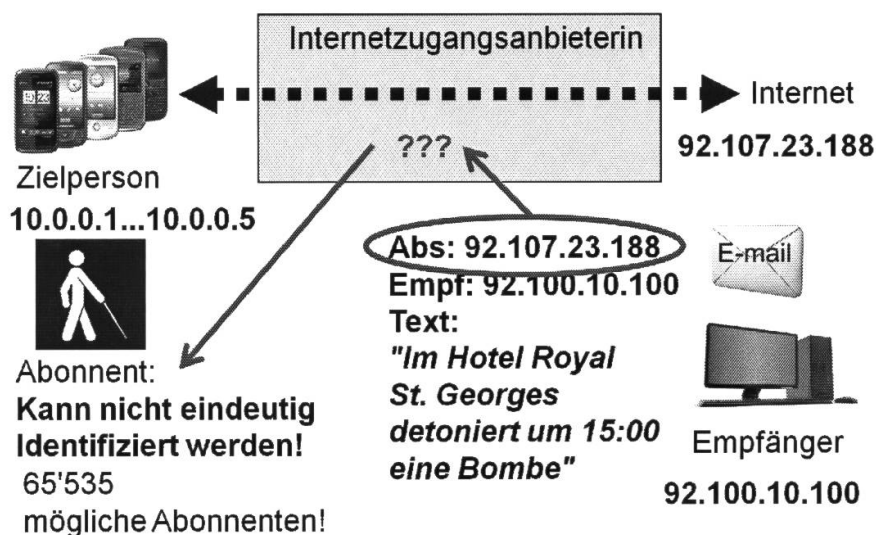 Internetzugangsanbieterin
Internet
???
92.107.23.188
Zielperson
10.0.0.1...10.0.0.5
Abs: 92.107.23.188
Empf: 92.100.10.100
Text:
"Im Hotel Royal
St. Georges
detoniert um 15:00
eine Bombe"
E-mail
Abonnent:
Kann nicht eindeutig
Identifiziert werden!
65'535
mögliche Abonnenten!
Empfänger
92.100.10.100